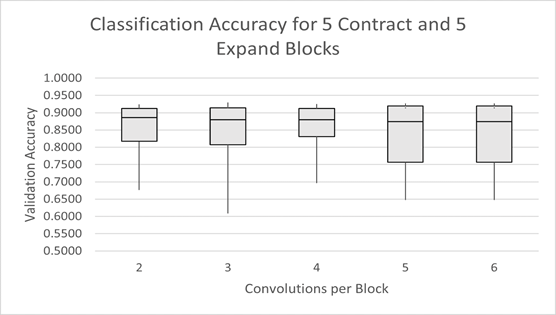 Classification Accuracy for 5 Contract and 5
Expand Blocks
Validation Accuracy
1.0000
0.9500
0.9000
0.8500
0.8000
0.7500
0.7000
0.6500
0.6000
0.5500
0.5000
2 3 4 5 6
Convolutions per Block